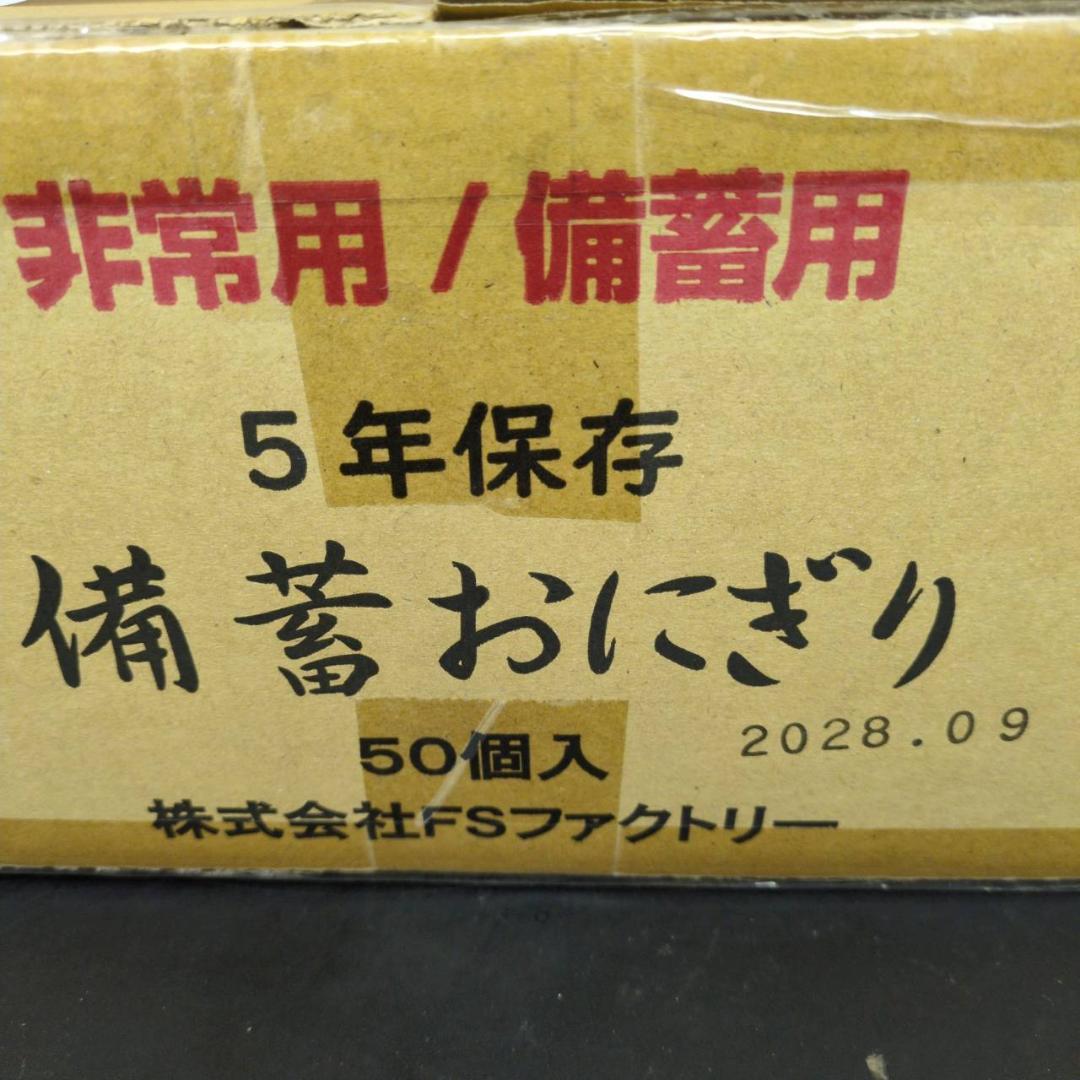 非常用/備蓄用
5年保存
備蓄おにぎり
2028.09
50個入
株式会社FSファクトリー